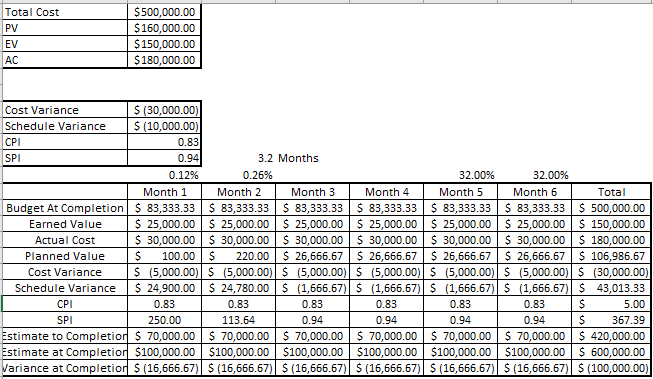 Total Cost $500,000.00
PV $160,000.00
EV $150,000.00
AC $180,000.00
Cost Variance $ (30,000.00)
Schedule Variance $ (10,000.00)
CPI 0.83
SPI 0.94 3.2 Months
0.12% 0.26% 32.00% 32.00%
Month 1 Month 2 Month 3 Month 4 Month 5 Month 6 Total
Budget At Completion $ 83,333.33 $ 83,333.33 $ 83,333.33 $ 83,333.33 $ 83,333.33 $ 83,333.33 $ 500,000.00
Earned Value $ 25,000.00 $ 25,000.00 $ 25,000.00 $ 25,000.00 $ 25,000.00 $ 25,000.00 $ 150,000.00
Actual Cost $ 30,000.00 $ 30,000.00 $ 30,000.00 $ 30,000.00 $ 30,000.00 $ 30,000.00 $ 180,000.00
Planned Value $ 100.00 $ 220.00 $ 26,666.67 $ 26,666.67 $ 26,666.67 $ 26,666.67 $ 106,986.67
Cost Variance $ (5,000.00) $ (5,000.00) $ (5,000.00) $ (5,000.00) $ (5,000.00) $ (5,000.00) $ (30,000.00)
Schedule Variance $ 24,900.00 $ 24,780.00 $ (1,666.67) $ (1,666.67) $ (1,666.67) $ (1,666.67) $ 43,013.33
CPI 0.83 0.83 0.83 0.83 0.83 0.83 $ 5.00
SPI 250.00 113.64 0.94 0.94 0.94 0.94 $ 367.39
Estimate to Completion $ 70,000.00 $ 70,000.00 $ 70,000.00 $ 70,000.00 $ 70,000.00 $ 70,000.00 $ 420,000.00
Estimate at Completion $100,000.00 $100,000.00 $100,000.00 $100,000.00 $100,000.00 $100,000.00 $ 600,000.00
Variance at Completion $ (16,666.67) $ (16,666.67) $ (16,666.67) $ (16,666.67) $ (16,666.67) $ (16,666.67) $ (100,000.00)